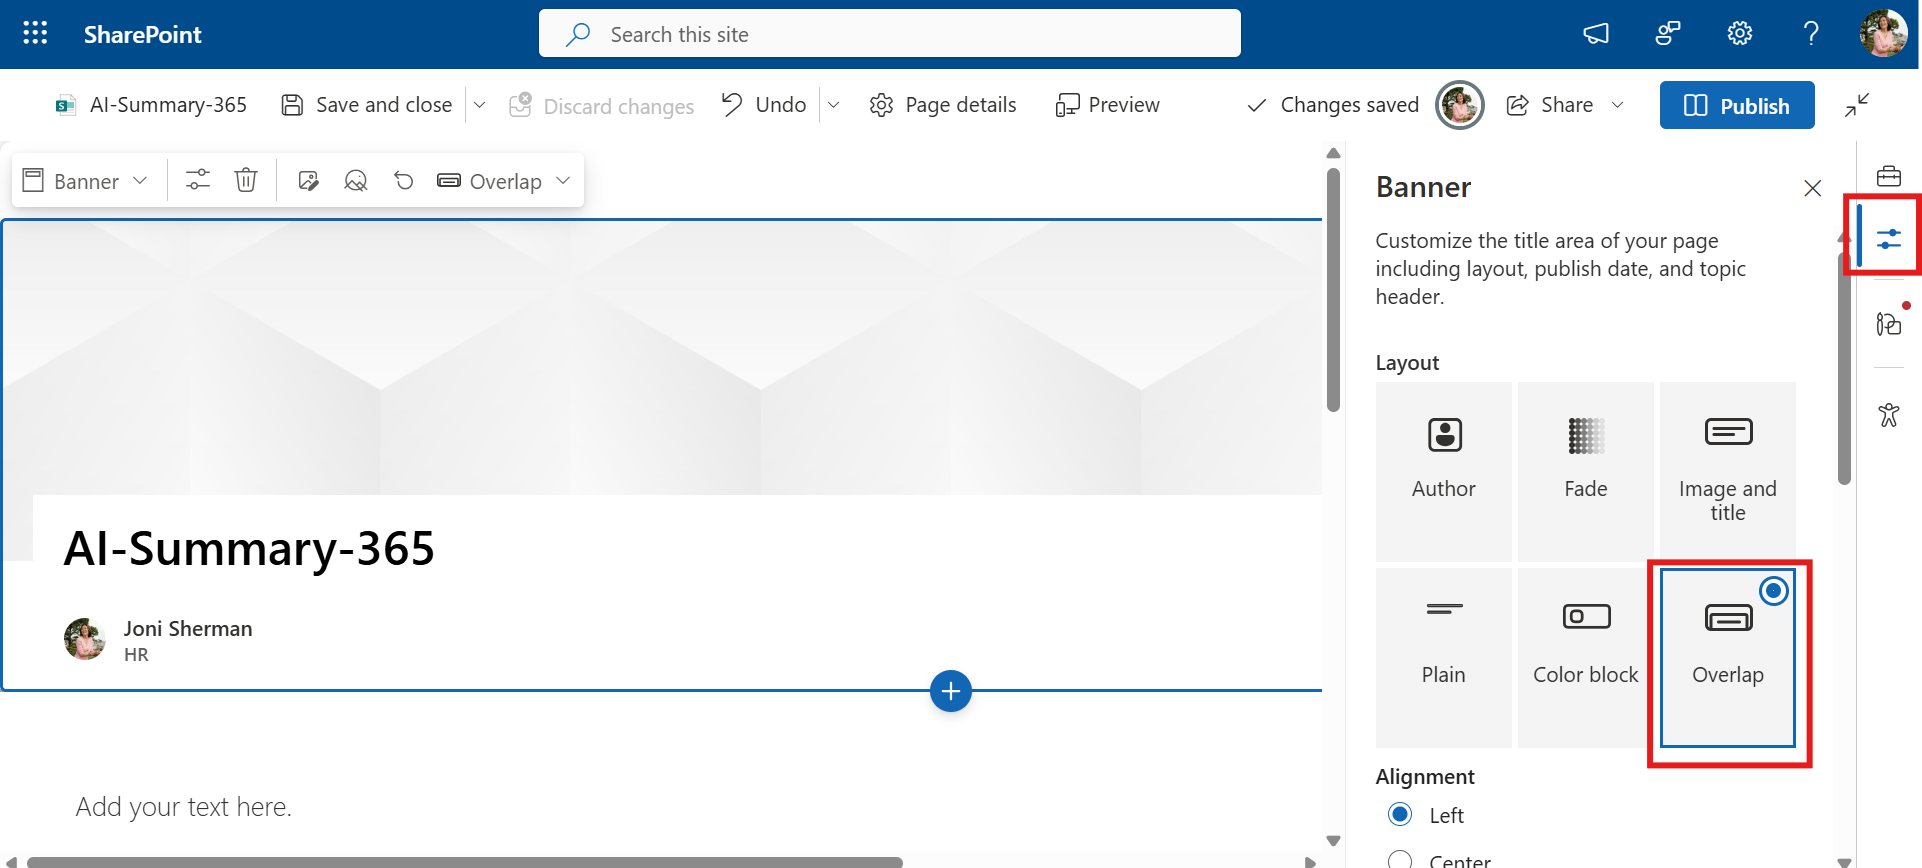 SharePoint
Search this site
AI-Summary-365
Save and close
Discard changes
Undo
Page details
Preview
Changes saved
Share
Publish
Banner
Overlap
AI-Summary-365
Joni Sherman
HR
Add your text here.
Banner
Customize the title area of your page
including layout, publish date, and topic
header.
Layout
Author
Fade
Image and
title
Plain
Color block
Overlap
Alignment
Left
Center